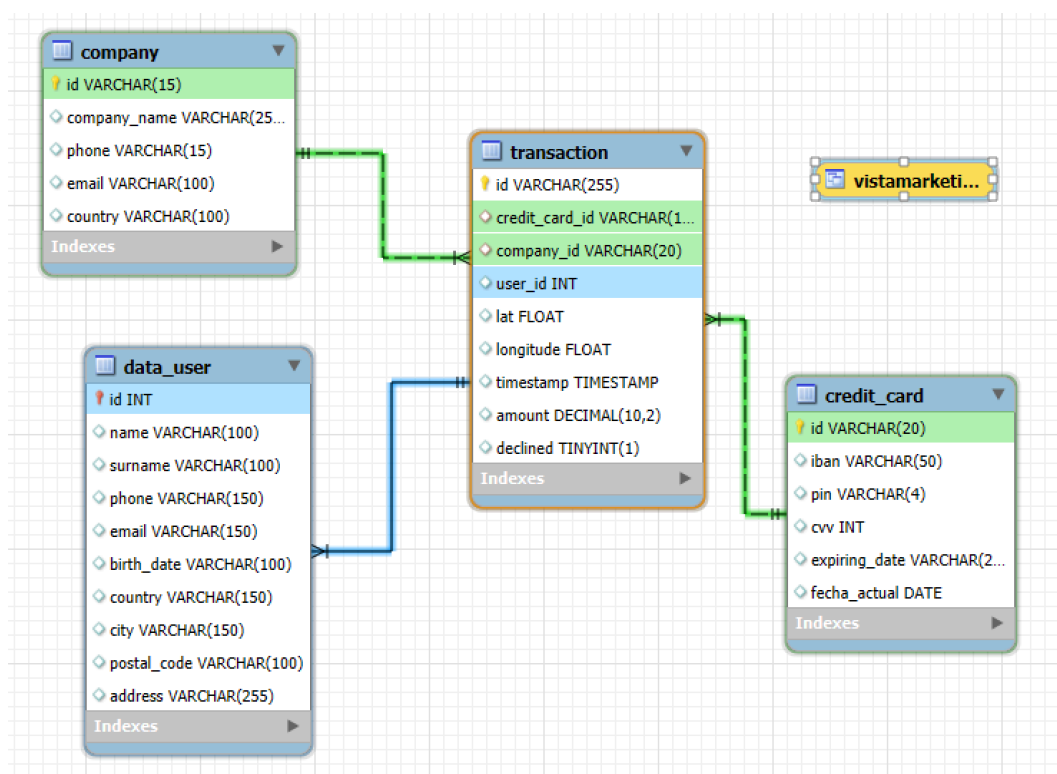 company
id VARCHAR(15)
company_name VARCHAR(25...
phone VARCHAR(15)
email VARCHAR(100)
country VARCHAR(100)
Indexes
transaction
id VARCHAR(255)
credit_card_id VARCHAR(1...
company_id VARCHAR(20)
user_id INT
lat FLOAT
longitude FLOAT
timestamp TIMESTAMP
amount DECIMAL(10,2)
declined TINYINT(1)
Indexes
vistamarketi...
data_user
id INT
name VARCHAR(100)
surname VARCHAR(100)
phone VARCHAR(150)
email VARCHAR(150)
birth_date VARCHAR(100)
country VARCHAR(150)
city VARCHAR(150)
postal_code VARCHAR(100)
address VARCHAR(255)
Indexes
credit_card
id VARCHAR(20)
iban VARCHAR(50)
pin VARCHAR(4)
cvv INT
expiring_date VARCHAR(2...
fecha_actual DATE
Indexes